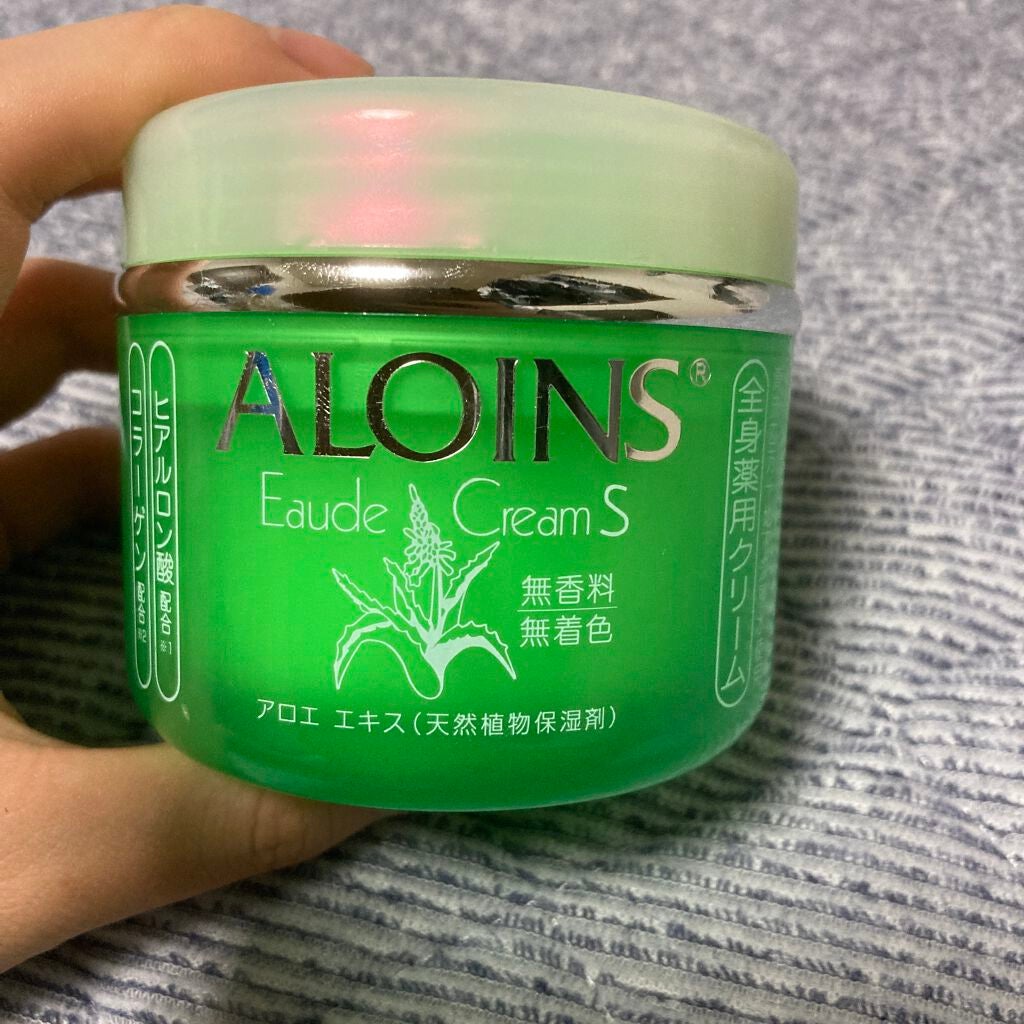 ALOINS®
Eaude Cream S
無香料
無着色
アロエ エキス(天然植物保湿剤)
コラーゲン配合※2
ヒアルロン酸配合※1
全身薬用クリーム